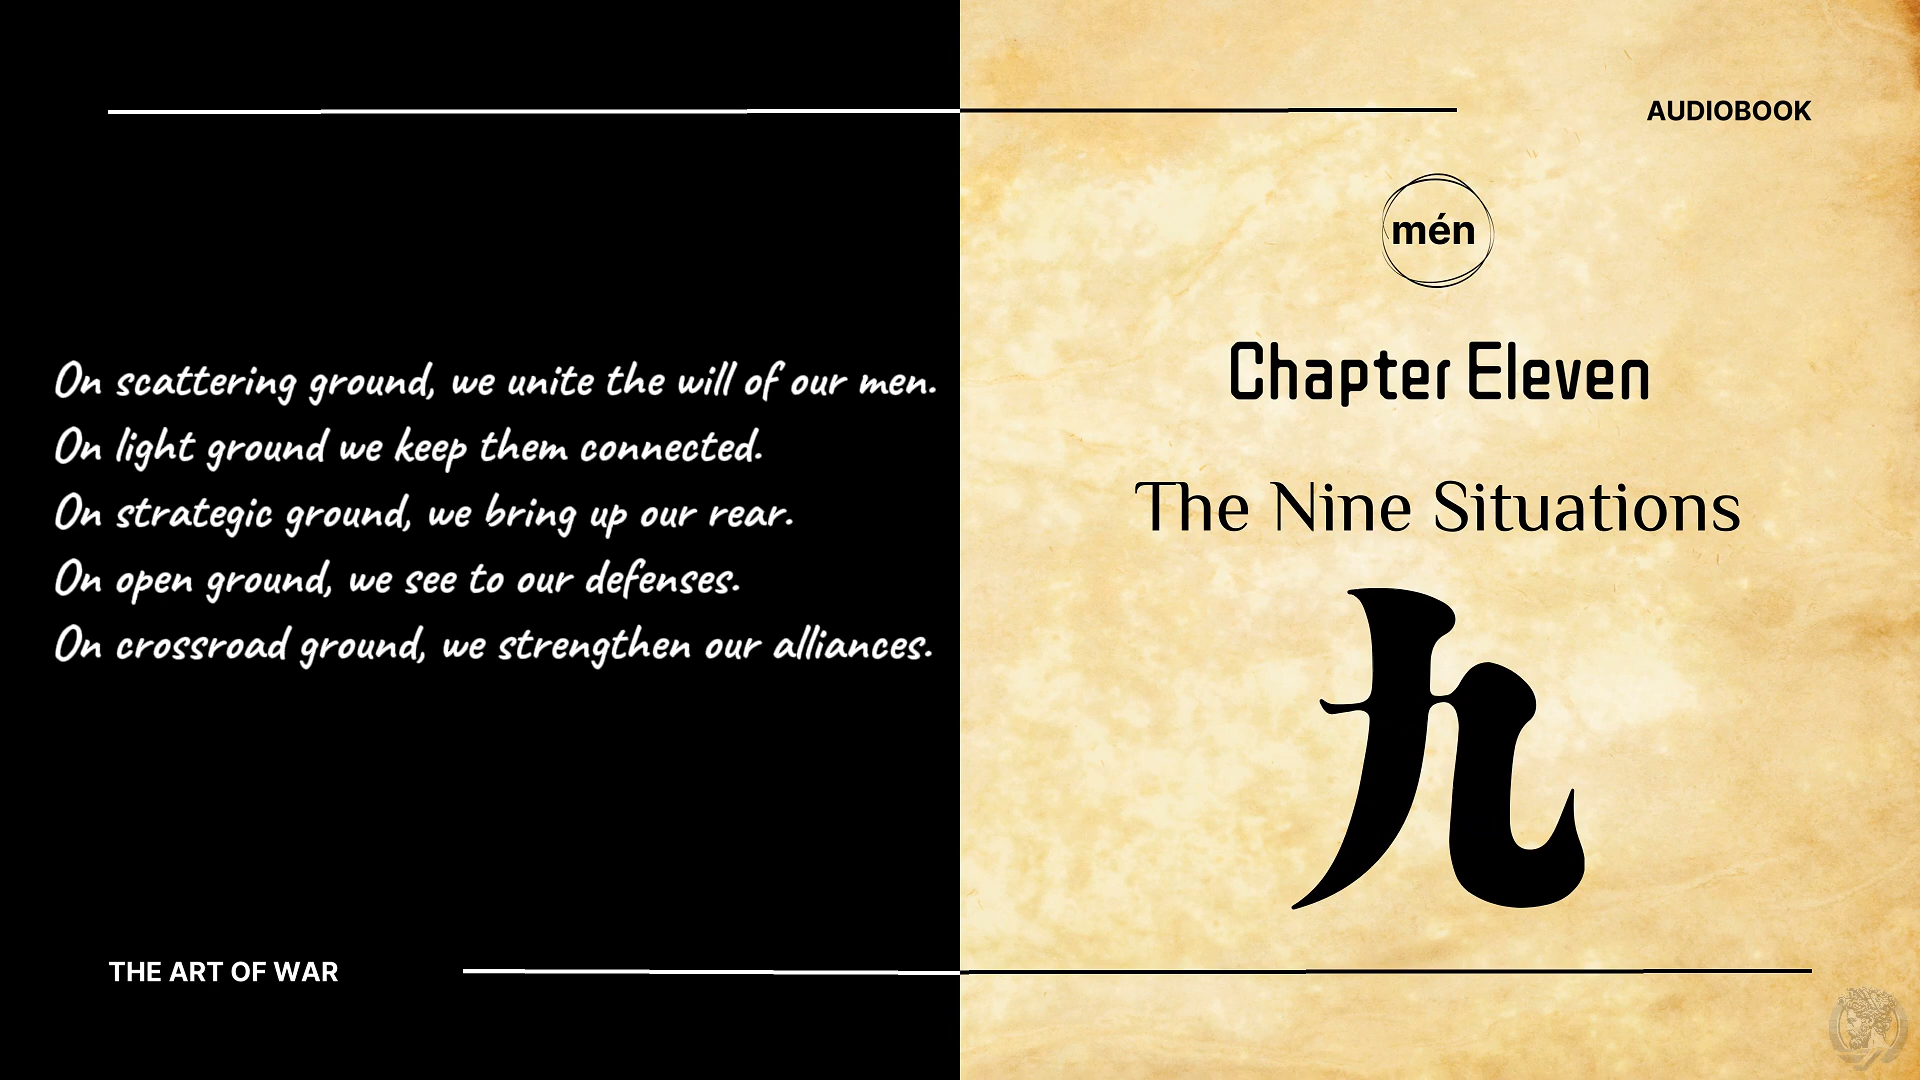 On scattering ground, we unite the will of our men.
On light ground we keep them connected.
On strategic ground, we bring up our rear.
On open ground, we see to our defenses.
On crossroad ground, we strengthen our alliances.
THE ART OF WAR
AUDIOBOOK
mén
Chapter Eleven
The Nine Situations
九